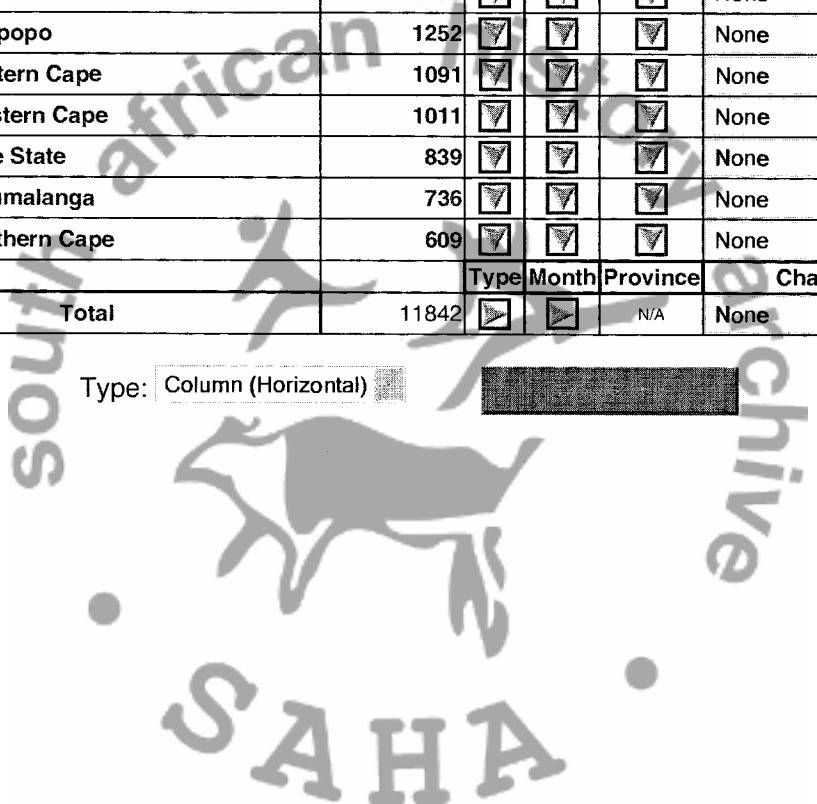 popo 1252 None
tern Cape 1091 None
stern Cape 1011 None
e State 839 None
umalanga 736 None
thern Cape 609 None
Type Month Province Cha
Total 11842 N/A None
Type: Column (Horizontal)
south african history archive
SAHA